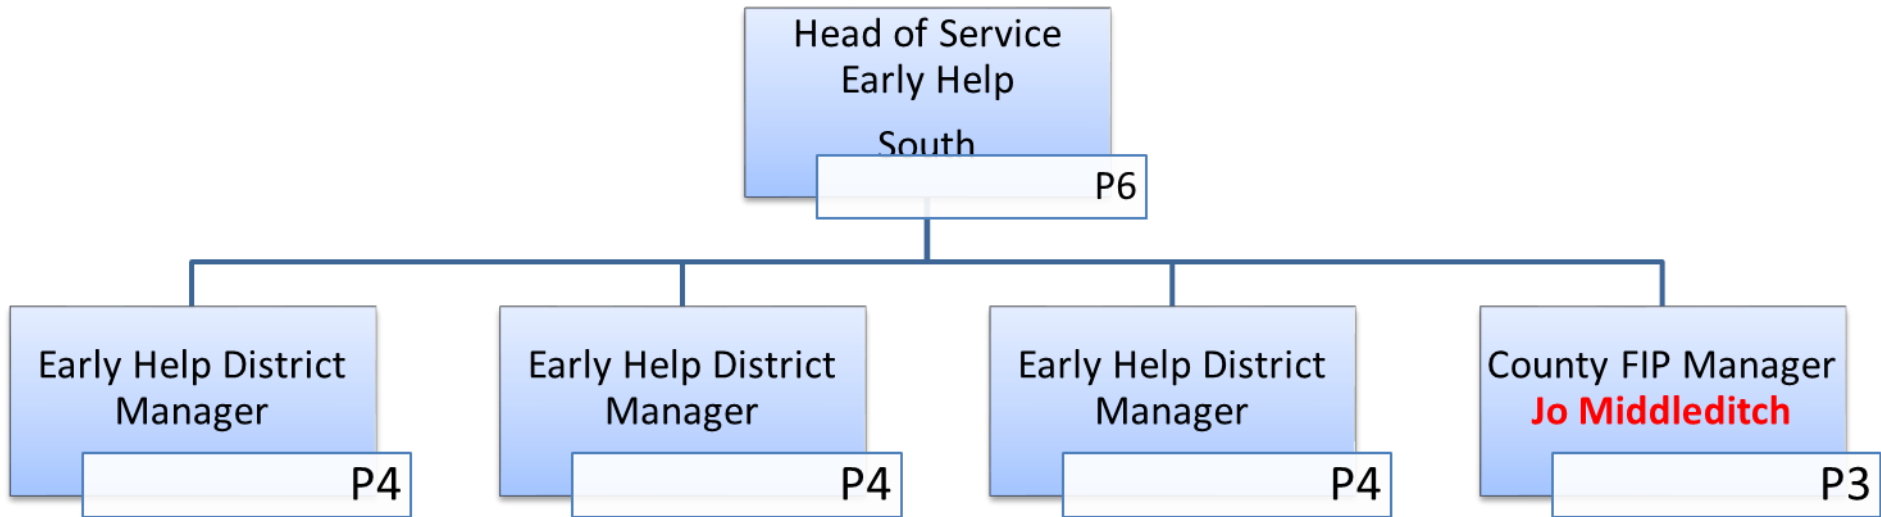 Head of Service
Early Help
South
P6
Early Help District
Manager
P4
Early Help District
Manager
P4
Early Help District
Manager
P4
County FIP Manager
Jo Middleditch
P3